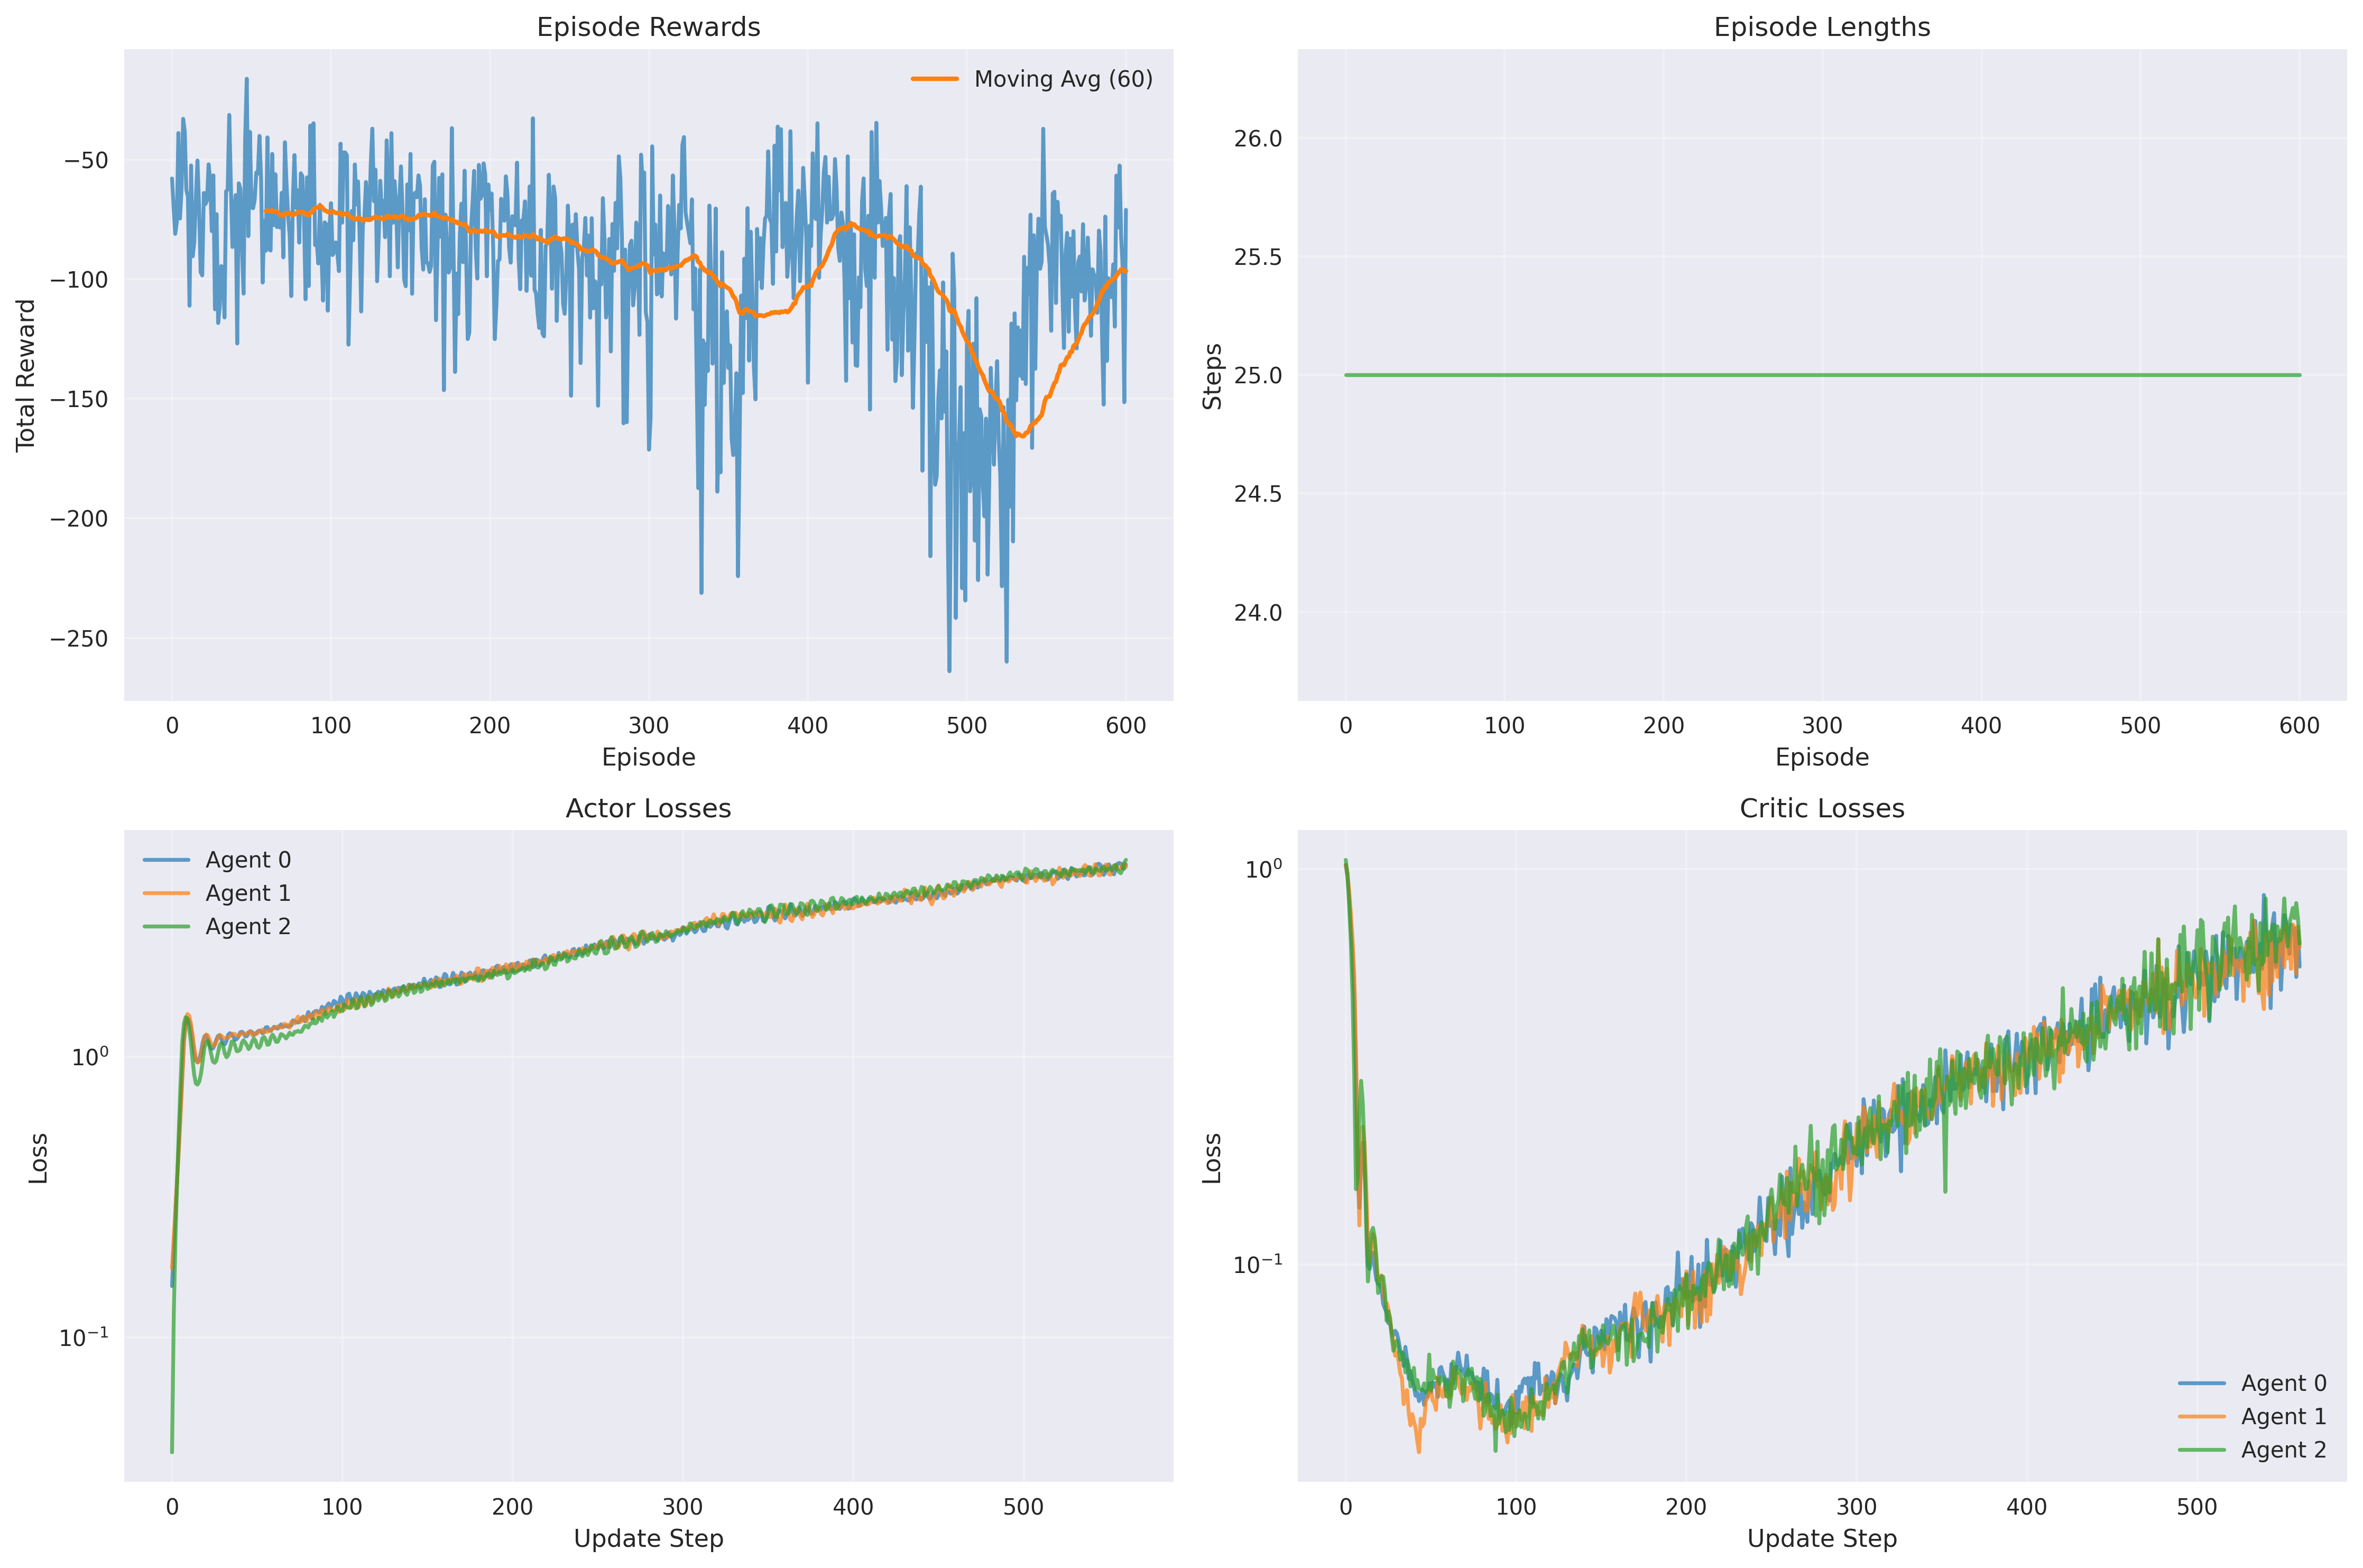 Episode Rewards
Moving Avg (60)
−50
−100
−150
−200
−250
Total Reward
0 100 200 300 400 500 600
Episode
Episode Lengths
26.0
25.5
25.0
24.5
24.0
Steps
0 100 200 300 400 500 600
Episode
Actor Losses
Agent 0
Agent 1
Agent 2
10⁰
10⁻¹
Loss
0 100 200 300 400 500
Update Step
Critic Losses
10⁰
10⁻¹
Loss
Agent 0
Agent 1
Agent 2
0 100 200 300 400 500
Update Step